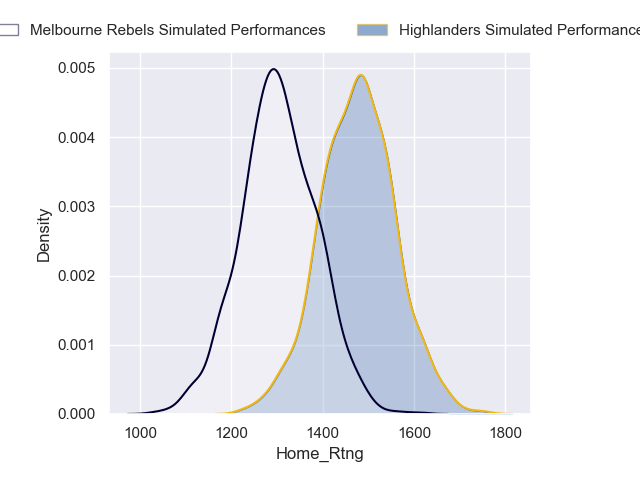 Melbourne Rebels Simulated Performances Highlanders Simulated Performance
0.005
0.004
0.003
0.002
0.001
0.000
Density
1000 1200 1400 1600 1800
Home_Rtng